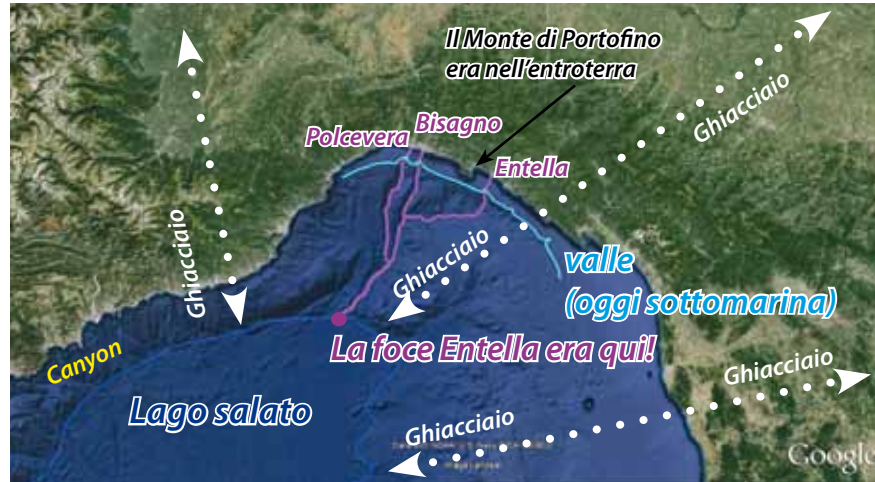 Il Monte di Portofino
era nell'entroterra
Ghiacciaio
Bisagno
Polcevera
Entella
Ghiacciaio
Ghiacciaio
valle
(oggi sottomarina)
Canyon
La foce Entella era qui!
Ghiacciaio
Lago salato
Ghiacciaio
Google